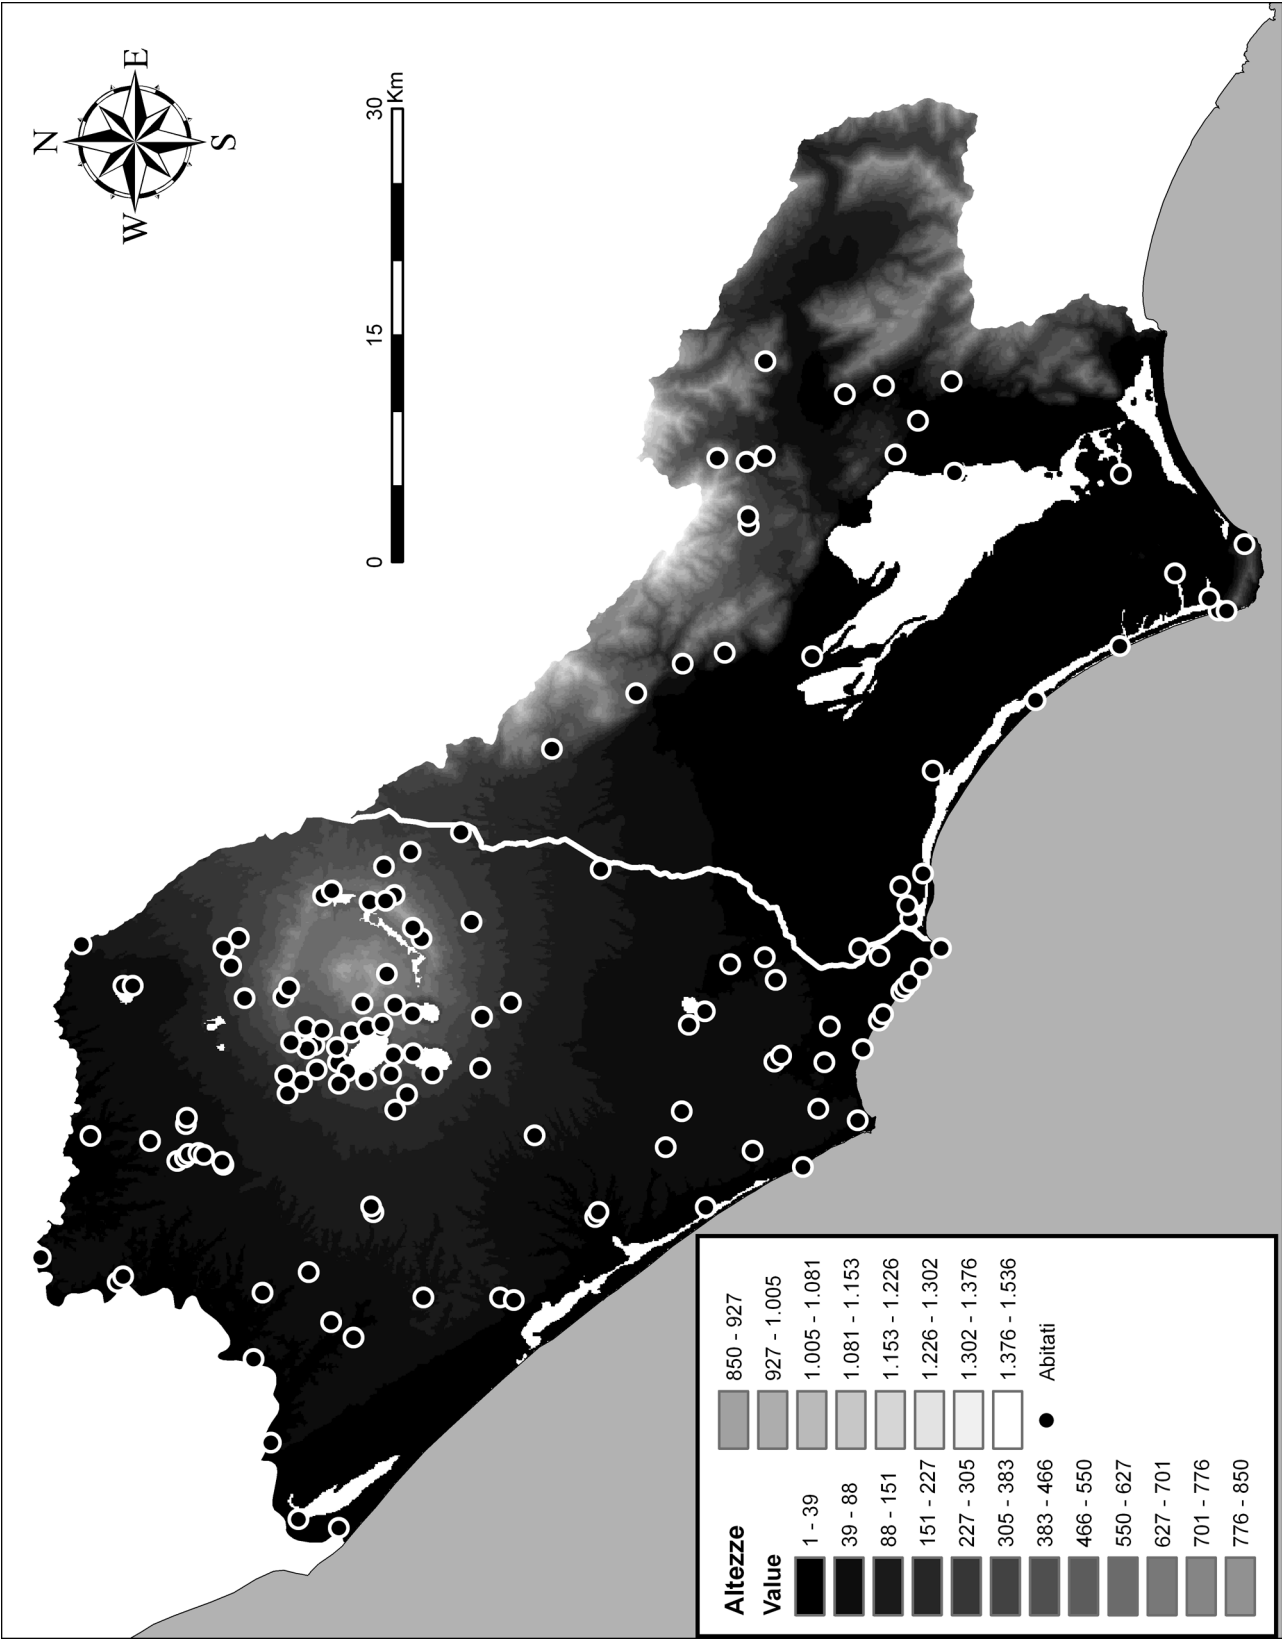 N
W
E
S
0
15
30
Km
Altezze
Value
1 - 39
39 - 88
88 - 151
151 - 227
227 - 305
305 - 383
383 - 466
466 - 550
550 - 627
627 - 701
701 - 776
776 - 850
850 - 927
927 - 1.005
1.005 - 1.081
1.081 - 1.153
1.153 - 1.226
1.226 - 1.302
1.302 - 1.376
1.376 - 1.536
Abitati